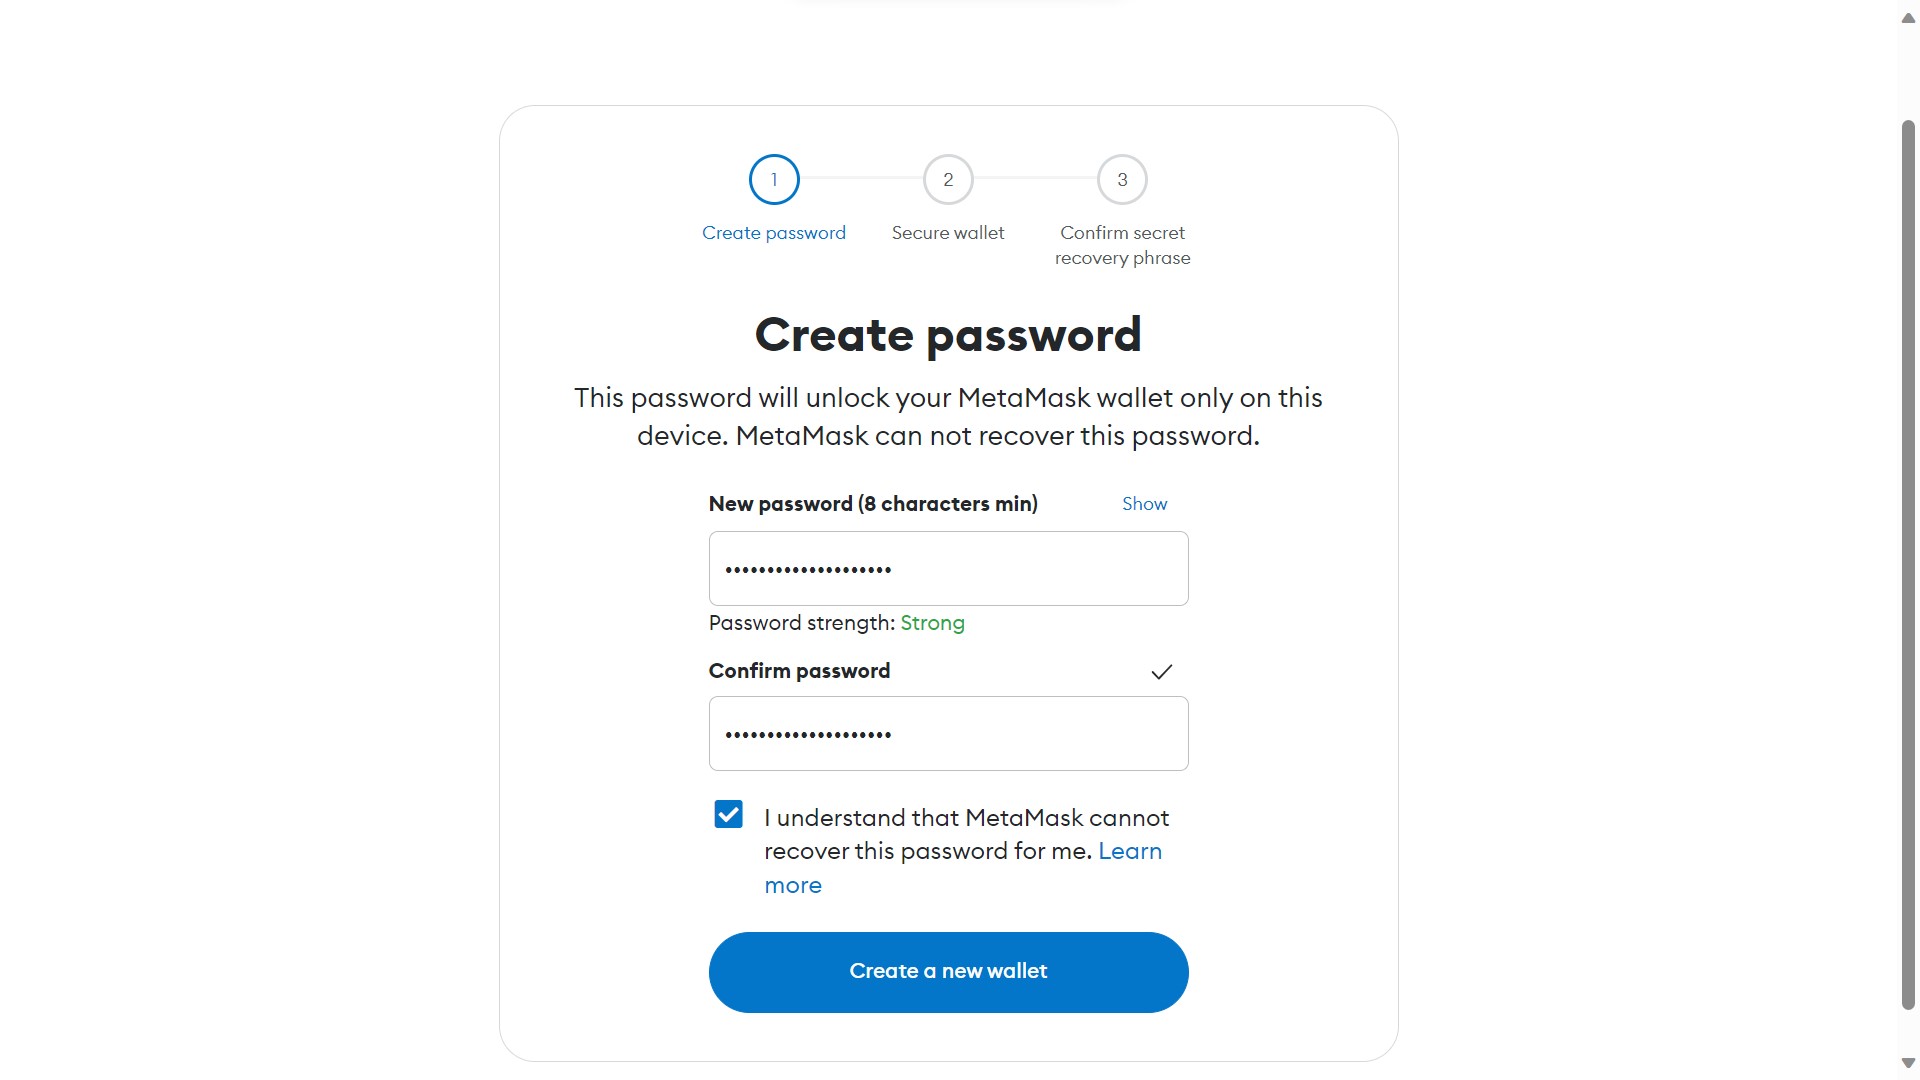 1
2
3
Create password
Secure wallet
Confirm secret
recovery phrase
Create password
This password will unlock your MetaMask wallet only on this
device. MetaMask can not recover this password.
New password (8 characters min)
Show
••••••••••••••••••••
Password strength: Strong
Confirm password
••••••••••••••••••••
I understand that MetaMask cannot
recover this password for me. Learn
more
Create a new wallet